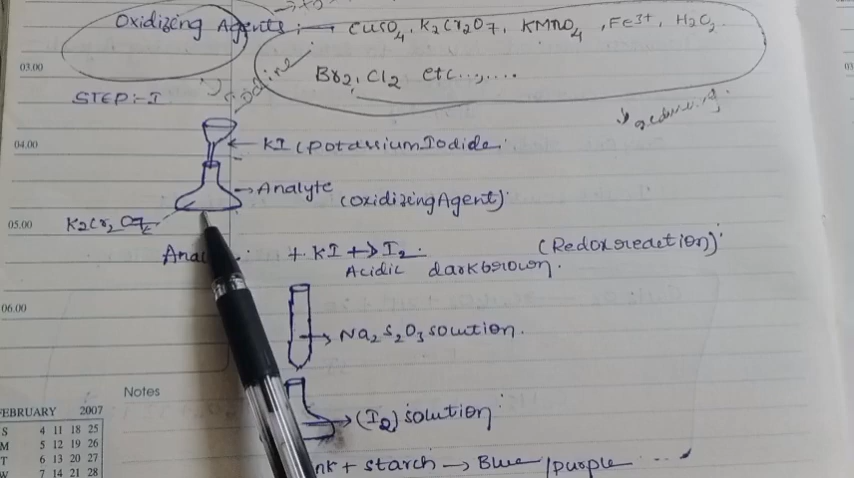 Oxidizing Agents :→ CuSO4, K2Cr2O7, KMnO4, Fe3+, H2O2
03.00
Br2, Cl2 etc...,....
STEP:-I
04.00
KI (Potassium Iodide)
Analyte (Oxidizing Agent)
05.00
K2Cr2O7
+ KI → I2 (Redox reaction)
Acidic dark brown.
06.00
Na2S2O3 solution.
Notes
FEBRUARY 2007
(I2) solution
S 4 11 18 25
M 5 12 19 26
T 6 13 20 27
W 7 14 21 28
+ starch → Blue/purple